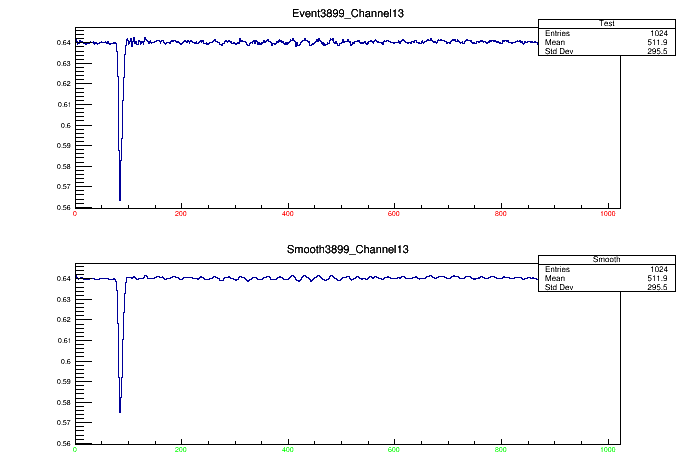 Event3899_Channel13
Test
Entries 1024
Mean 511.9
Std Dev 295.5
0.64
0.63
0.62
0.61
0.6
0.59
0.58
0.57
0.56
0 200 400 600 800 1000
Smooth3899_Channel13
Smooth
Entries 1024
Mean 511.9
Std Dev 295.5
0.64
0.63
0.62
0.61
0.6
0.59
0.58
0.57
0.56
0 200 400 600 800 1000